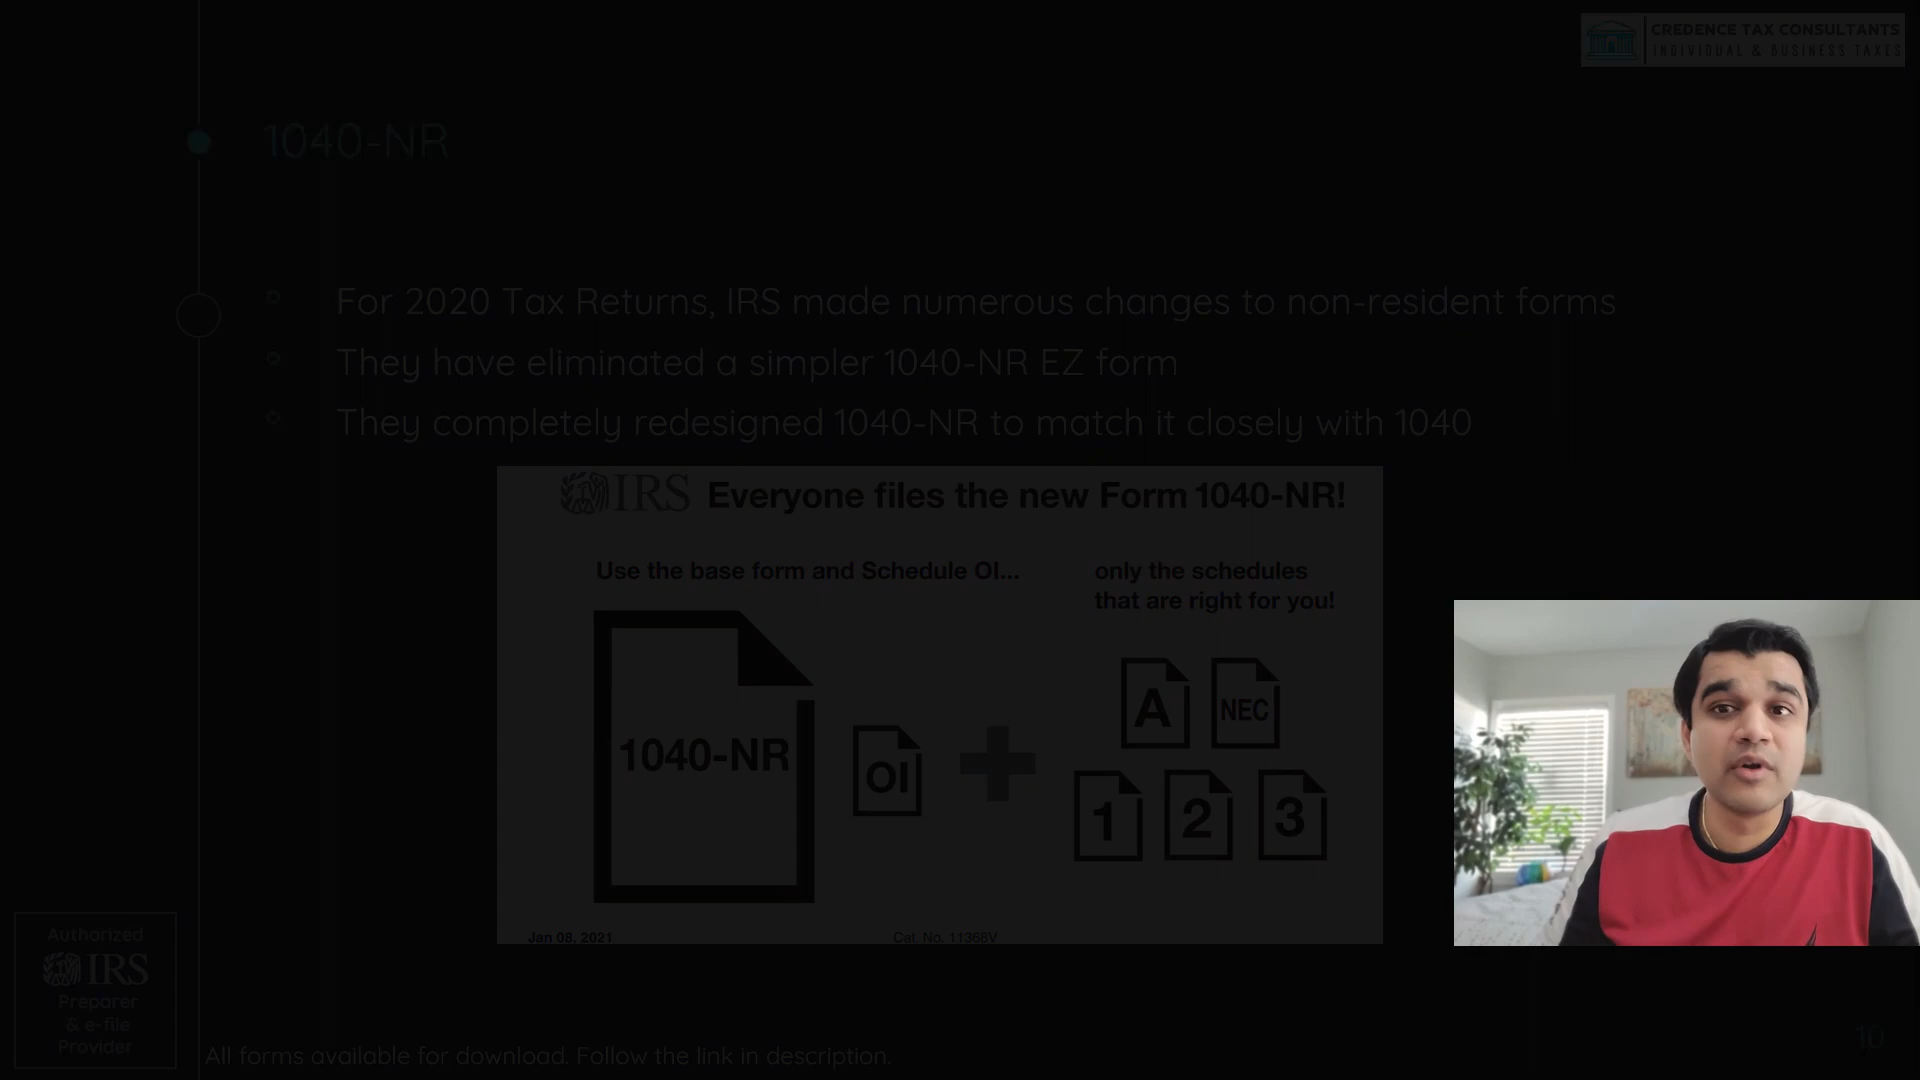 CREDENCE TAX CONSULTANTS
INDIVIDUAL & BUSINESS TAXES
1040-NR
For 2020 Tax Returns, IRS made numerous changes to non-resident forms
They have eliminated a simpler 1040-NR EZ form
They completely redesigned 1040-NR to match it closely with 1040
IRS Everyone files the new Form 1040-NR!
Use the base form and Schedule OI...
only the schedules
that are right for you!
1040-NR
OI
A
NEC
1
2
3
Jan 08, 2021
Cat. No. 11368V
Authorized
IRS
Preparer
& e-file
Provider
All forms available for download. Follow the link in description.
10